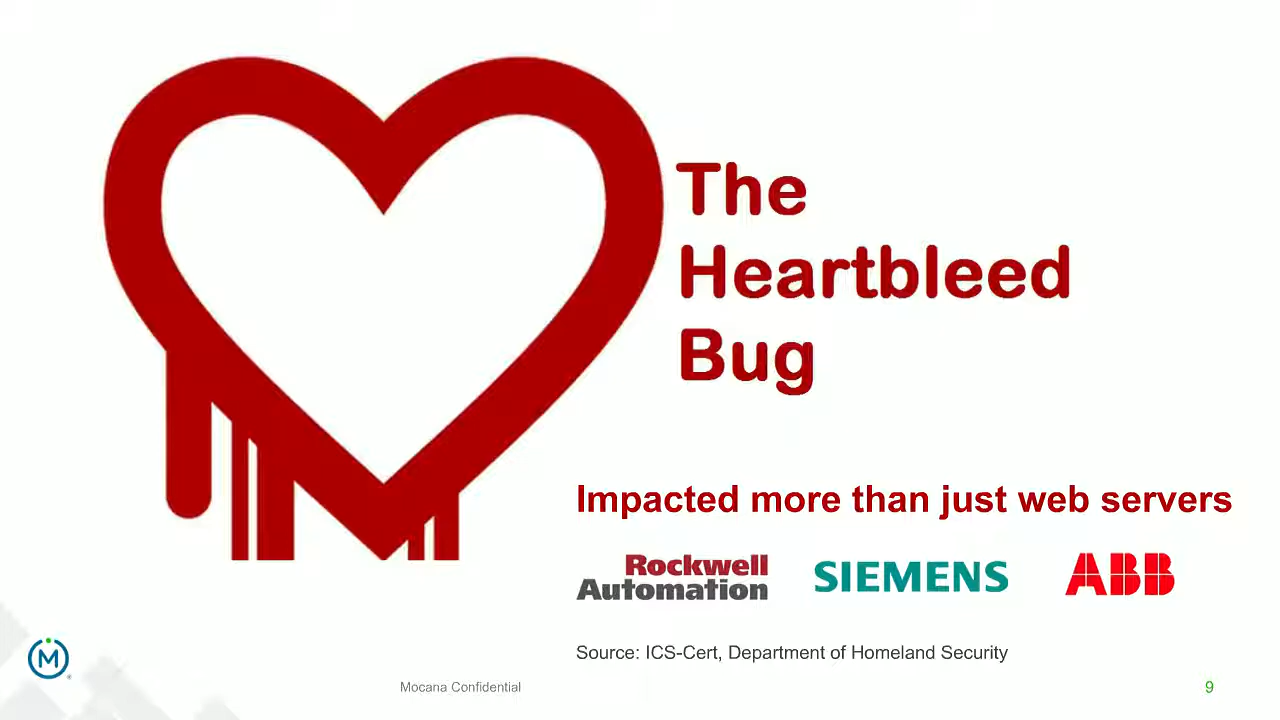 The
Heartbleed
Bug
Impacted more than just web servers
Rockwell
Automation
SIEMENS
ABB
Source: ICS-Cert, Department of Homeland Security
M
Mocana Confidential
9